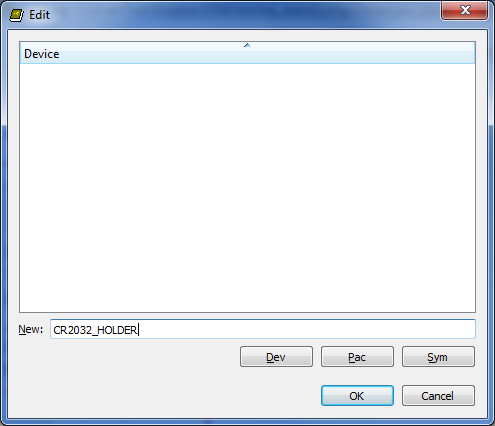 Edit
Device
New: CR2032_HOLDER
Dev Pac Sym
OK Cancel